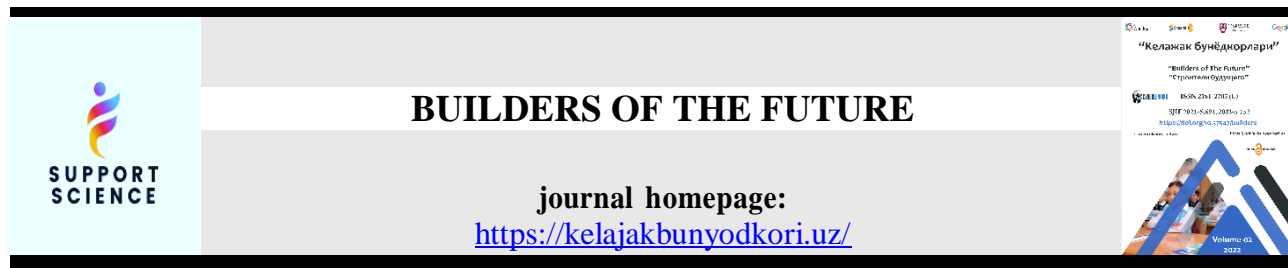 SUPPORT
SCIENCE
BUILDERS OF THE FUTURE
journal homepage:
https://kelajakbunyodkori.uz/
“Келажак бунёдкорлари”
“Builders of The Future”
“Строители будущего”
Volume 02
2022